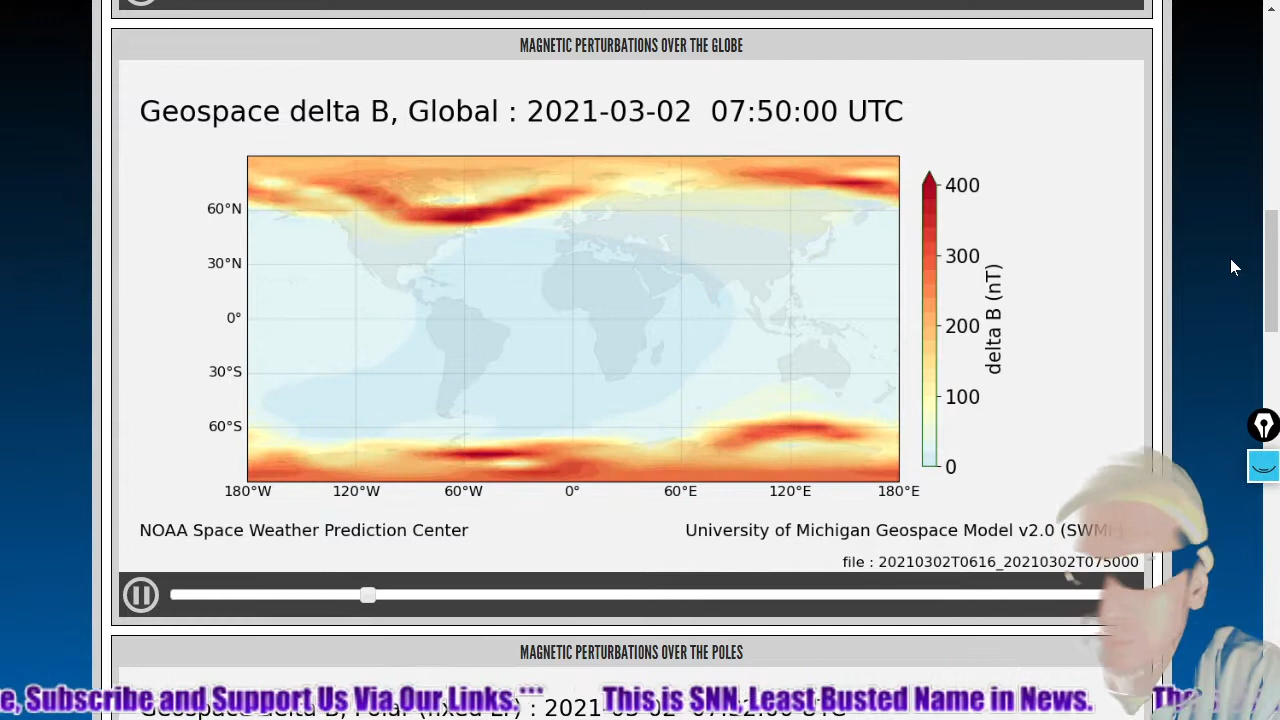 MAGNETIC PERTURBATIONS OVER THE GLOBE
Geospace delta B, Global : 2021-03-02 07:50:00 UTC
60°N
30°N
0°
30°S
60°S
180°W 120°W 60°W 0° 60°E 120°E 180°E
400
300
200
100
0
delta B (nT)
NOAA Space Weather Prediction Center
University of Michigan Geospace Model v2.0 (SWMF)
file : 20210302T0616_20210302T075000
MAGNETIC PERTURBATIONS OVER THE POLES
e, Subscribe and Support Us Via Our Links *** This is SNN. Least Busted Name in News. The